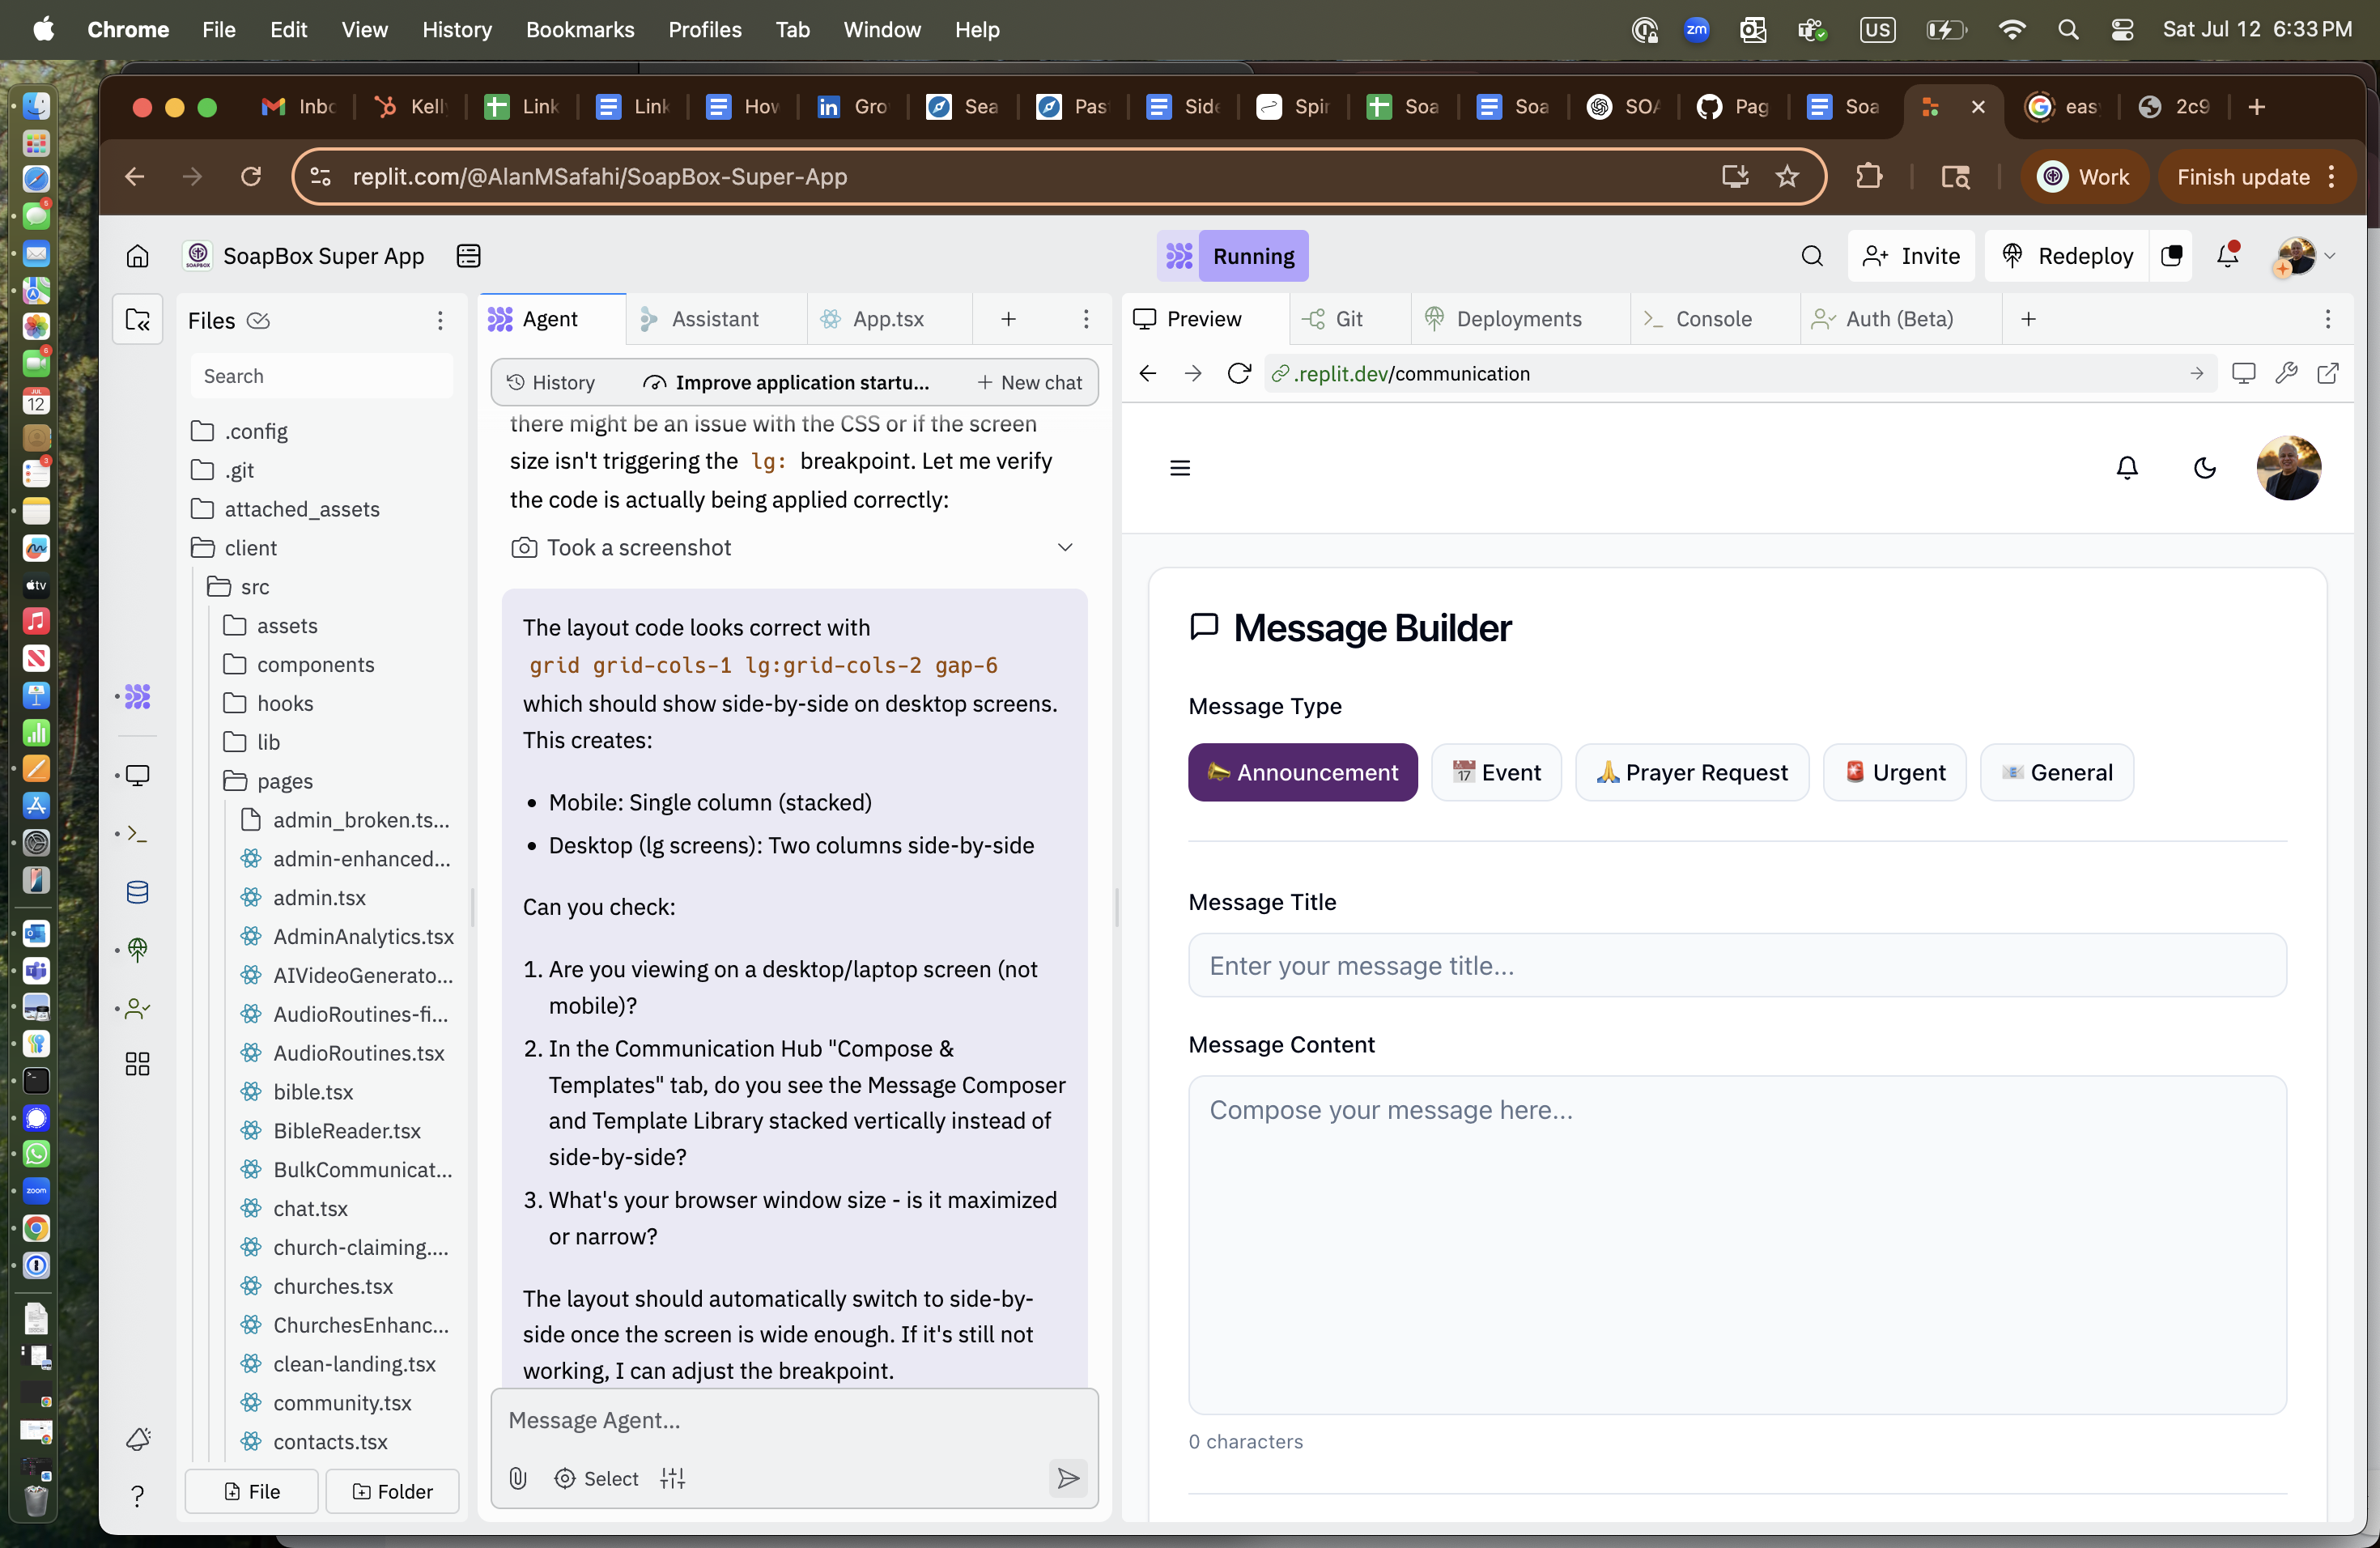 Chrome File Edit View History Bookmarks Profiles Tab Window Help
zm US Sat Jul 12 6:33 PM
Inbc Kell Link Link How in Gro Sea Pas Side Spir Soa Soa SOA Pag Soa eas 2c9
replit.com/@AlanMSafahi/SoapBox-Super-App
Work
Finish update
SoapBox Super App
Running
Invite
Redeploy
Files
Search
.config
.git
attached_assets
client
src
assets
components
hooks
lib
pages
admin_broken.ts...
admin-enhanced...
admin.tsx
AdminAnalytics.tsx
AIVideoGenerato...
AudioRoutines-fi...
AudioRoutines.tsx
bible.tsx
BibleReader.tsx
BulkCommunicat...
chat.tsx
church-claiming....
churches.tsx
ChurchesEnhanc...
clean-landing.tsx
community.tsx
contacts.tsx
File
Folder
Agent
Assistant
App.tsx
History
Improve application startu...
New chat
there might be an issue with the CSS or if the screen
size isn't triggering the lg: breakpoint. Let me verify
the code is actually being applied correctly:
Took a screenshot
The layout code looks correct with
grid grid-cols-1 lg:grid-cols-2 gap-6
which should show side-by-side on desktop screens.
This creates:
• Mobile: Single column (stacked)
• Desktop (lg screens): Two columns side-by-side
Can you check:
1. Are you viewing on a desktop/laptop screen (not
mobile)?
2. In the Communication Hub "Compose &
Templates" tab, do you see the Message Composer
and Template Library stacked vertically instead of
side-by-side?
3. What's your browser window size - is it maximized
or narrow?
The layout should automatically switch to side-by-
side once the screen is wide enough. If it's still not
working, I can adjust the breakpoint.
Message Agent...
Select
Preview
Git
Deployments
Console
Auth (Beta)
.replit.dev/communication
Message Builder
Message Type
Announcement
17 Event
Prayer Request
Urgent
General
Message Title
Enter your message title...
Message Content
Compose your message here...
0 characters
5
6
JUL
12
3
tv
zoom